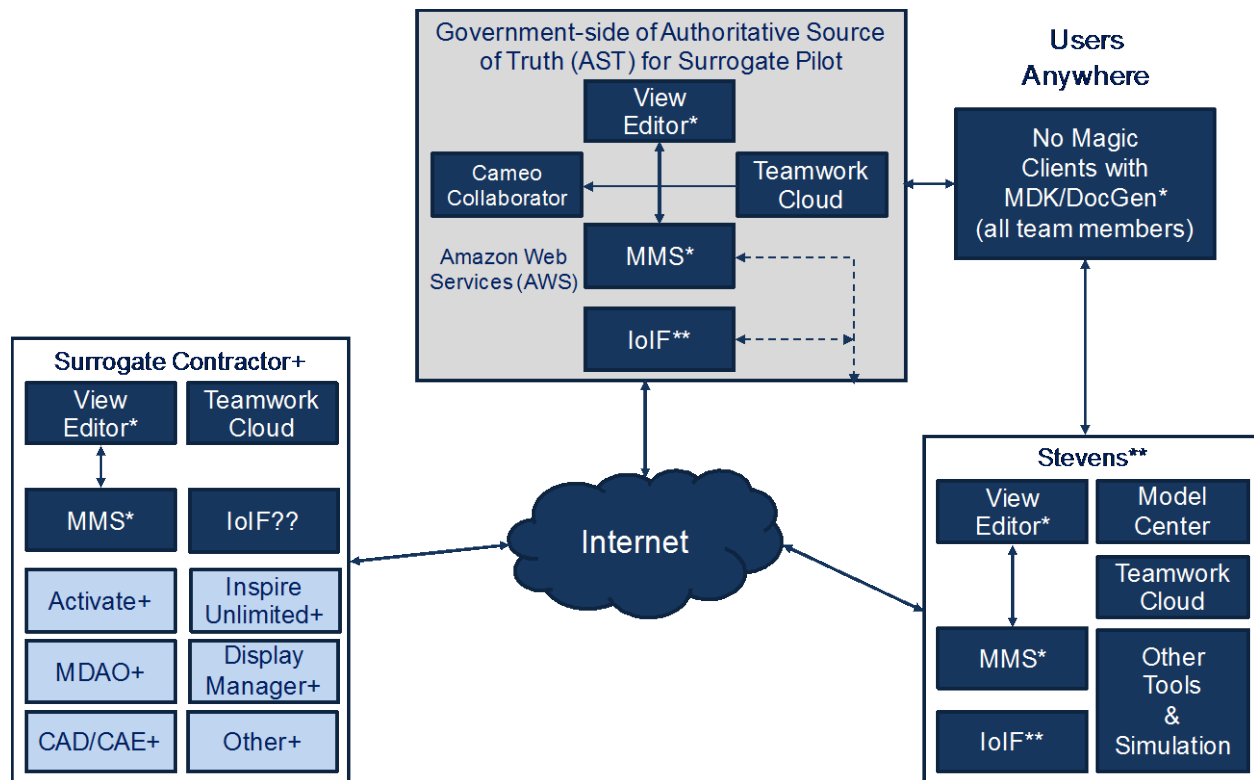 Government-side of Authoritative Source
of Truth (AST) for Surrogate Pilot
View
Editor*
Cameo
Collaborator
Teamwork
Cloud
Amazon Web
Services (AWS)
MMS*
IoIF**
Users
Anywhere
No Magic
Clients with
MDK/DocGen*
(all team members)
Surrogate Contractor+
View
Editor*
Teamwork
Cloud
MMS*
IoIF??
Activate+
Inspire
Unlimited+
MDAO+
Display
Manager+
CAD/CAE+
Other+
Internet
Stevens**
View
Editor*
Model
Center
Teamwork
Cloud
MMS*
Other
Tools
&
Simulation
IoIF**